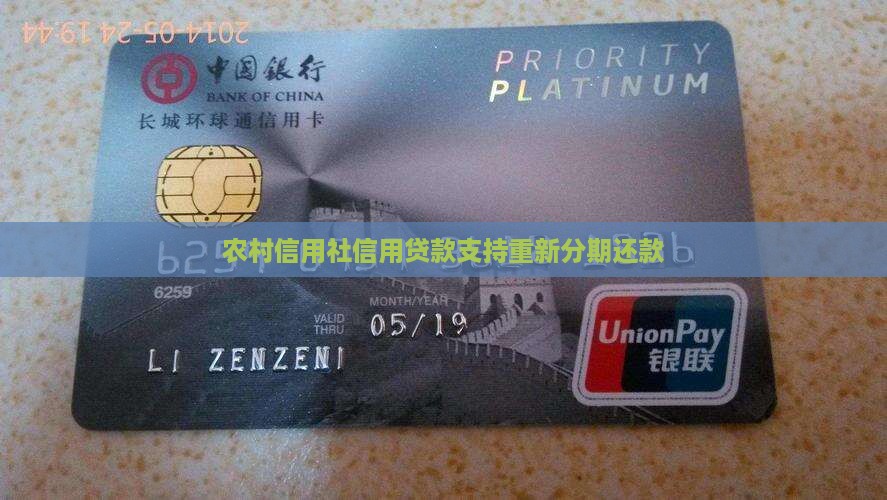 2014-05-24 19:44
中国银行
BANK OF CHINA
长城环球通信用卡
PRIORITY
PLATINUM
农村信用社信用贷款支持重新分期还款
6259
MONTH/YEAR
VALID
THRU
05/19
LI ZENZENI
UnionPay
银联